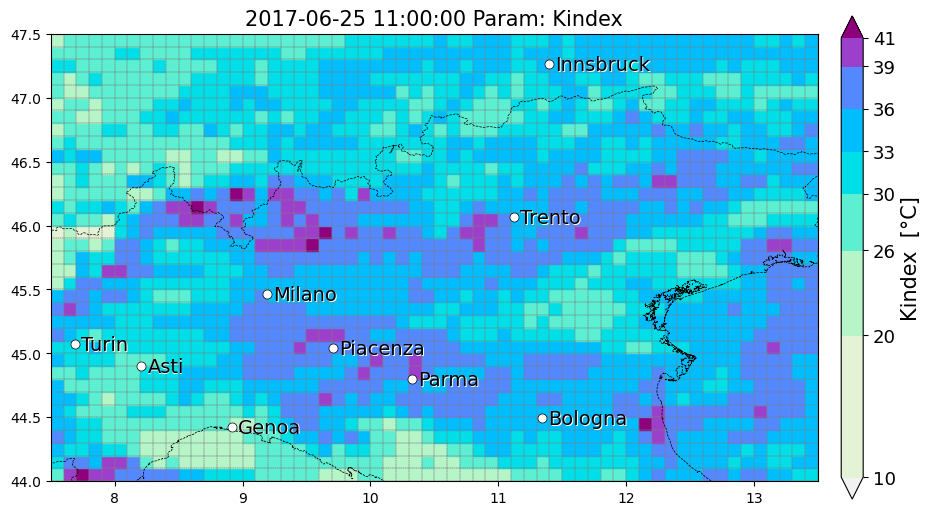 2017-06-25 11:00:00 Param: Kindex
47.5
47.0
46.5
46.0
45.5
45.0
44.5
44.0
8
9
10
11
12
13
Innsbruck
Trento
Milano
Turin
Asti
Piacenza
Parma
Genoa
Bologna
41
39
36
33
30
26
20
10
Kindex [°C]